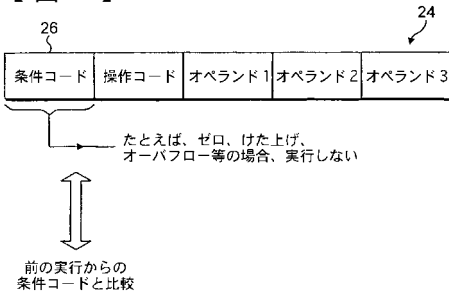 26
24
条件コード 操作コード オペランド1 オペランド2 オペランド3
たとえば、ゼロ、けた上げ、
オーバフロー等の場合、実行しない
前の実行からの
条件コードと比較